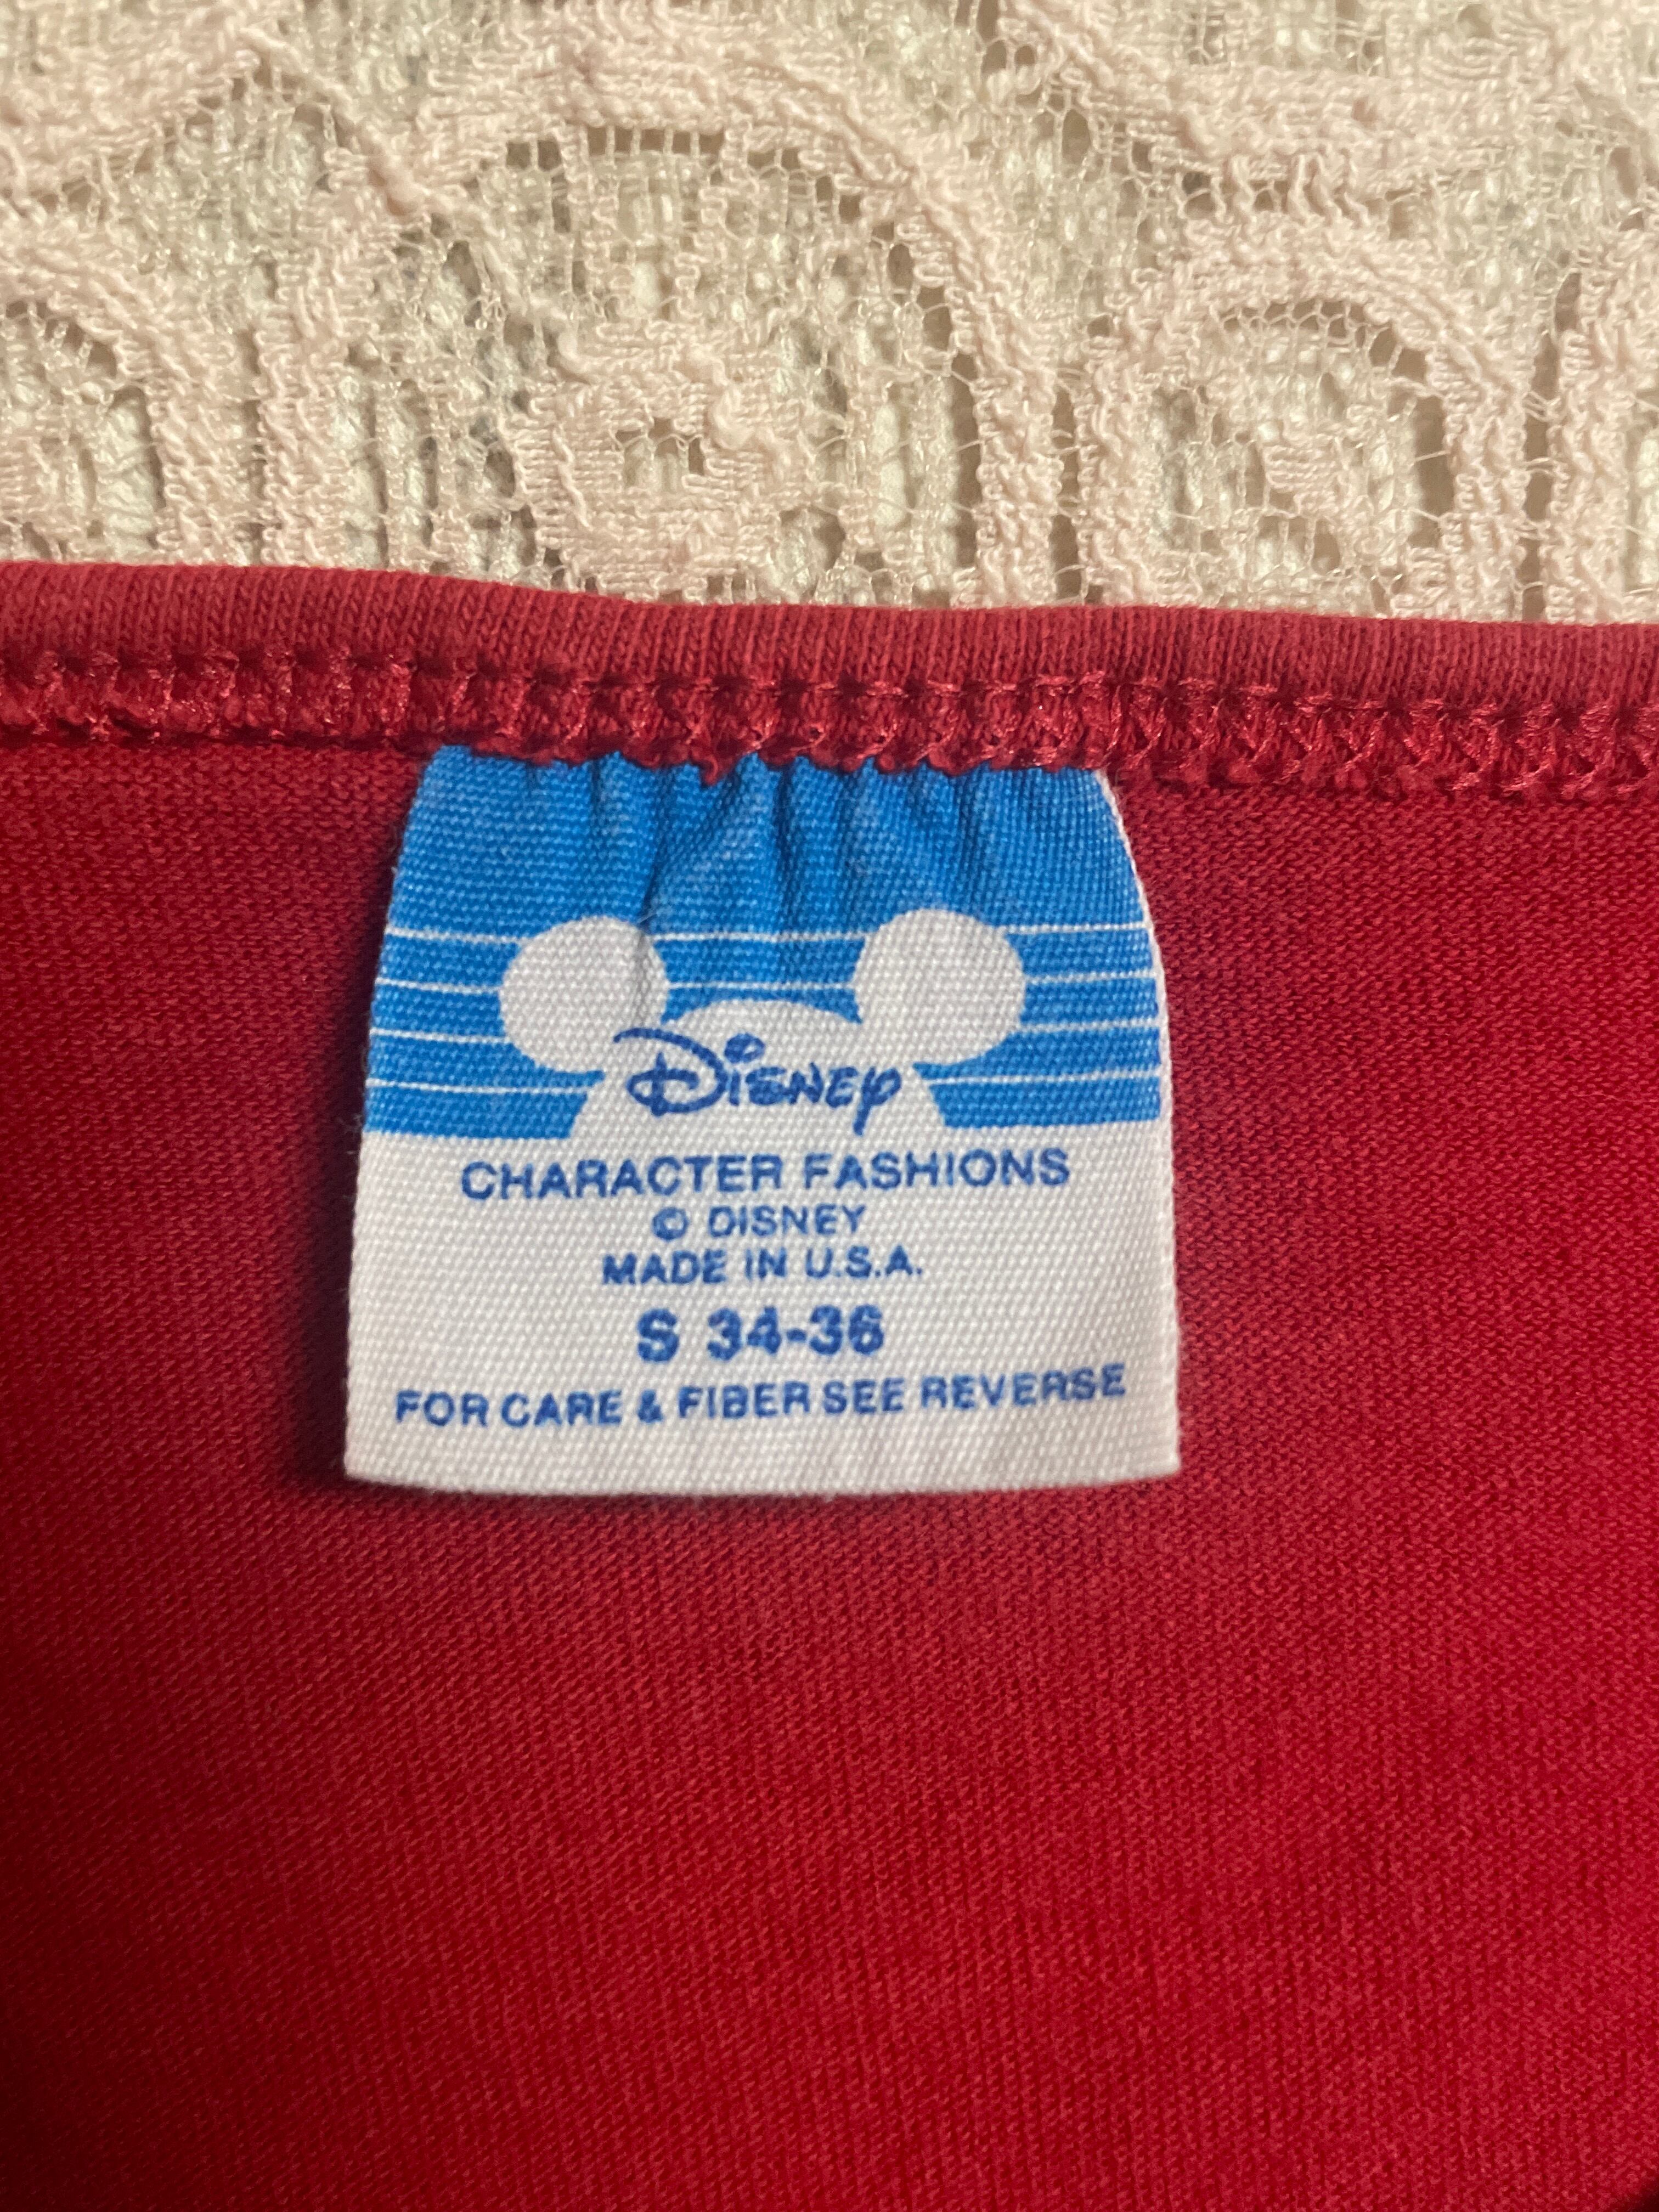 Disney
CHARACTER FASHIONS
© DISNEY
MADE IN U.S.A.
S 34-36
FOR CARE & FIBER SEE REVERSE